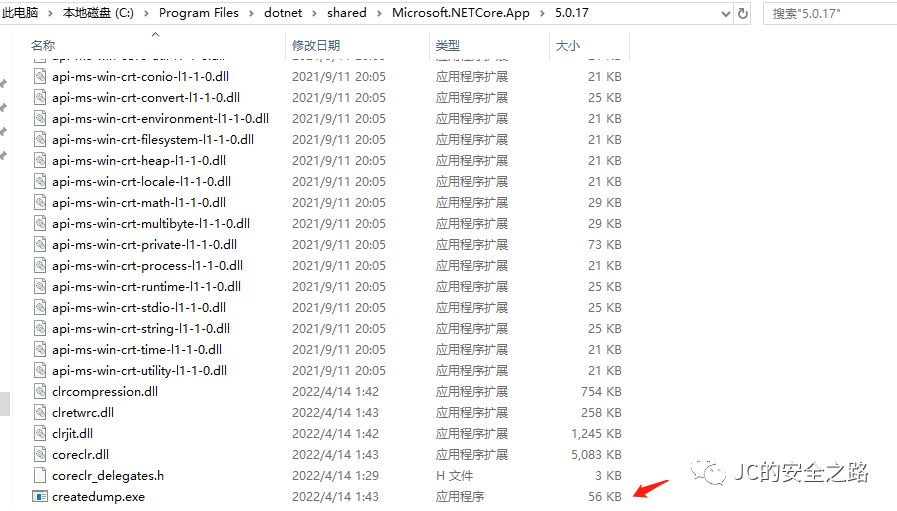 此电脑 › 本地磁盘 (C:) › Program Files › dotnet › shared › Microsoft.NETCore.App › 5.0.17 搜索"5.0.17"
名称 修改日期 类型 大小
api-ms-win-crt-conio-l1-1-0.dll 2021/9/11 20:05 应用程序扩展 21 KB
api-ms-win-crt-convert-l1-1-0.dll 2021/9/11 20:05 应用程序扩展 25 KB
api-ms-win-crt-environment-l1-1-0.dll 2021/9/11 20:05 应用程序扩展 21 KB
api-ms-win-crt-filesystem-l1-1-0.dll 2021/9/11 20:05 应用程序扩展 21 KB
api-ms-win-crt-heap-l1-1-0.dll 2021/9/11 20:05 应用程序扩展 21 KB
api-ms-win-crt-locale-l1-1-0.dll 2021/9/11 20:05 应用程序扩展 21 KB
api-ms-win-crt-math-l1-1-0.dll 2021/9/11 20:05 应用程序扩展 29 KB
api-ms-win-crt-multibyte-l1-1-0.dll 2021/9/11 20:05 应用程序扩展 29 KB
api-ms-win-crt-private-l1-1-0.dll 2021/9/11 20:05 应用程序扩展 73 KB
api-ms-win-crt-process-l1-1-0.dll 2021/9/11 20:05 应用程序扩展 21 KB
api-ms-win-crt-runtime-l1-1-0.dll 2021/9/11 20:05 应用程序扩展 25 KB
api-ms-win-crt-stdio-l1-1-0.dll 2021/9/11 20:05 应用程序扩展 25 KB
api-ms-win-crt-string-l1-1-0.dll 2021/9/11 20:05 应用程序扩展 25 KB
api-ms-win-crt-time-l1-1-0.dll 2021/9/11 20:05 应用程序扩展 21 KB
api-ms-win-crt-utility-l1-1-0.dll 2021/9/11 20:05 应用程序扩展 21 KB
clrcompression.dll 2022/4/14 1:42 应用程序扩展 754 KB
clretwrc.dll 2022/4/14 1:43 应用程序扩展 258 KB
clrjit.dll 2022/4/14 1:42 应用程序扩展 1,245 KB
coreclr.dll 2022/4/14 1:43 应用程序扩展 5,083 KB
coreclr_delegates.h 2022/4/14 1:29 H 文件 3 KB
createdump.exe 2022/4/14 1:43 应用程序 56 KB
JC的安全之路